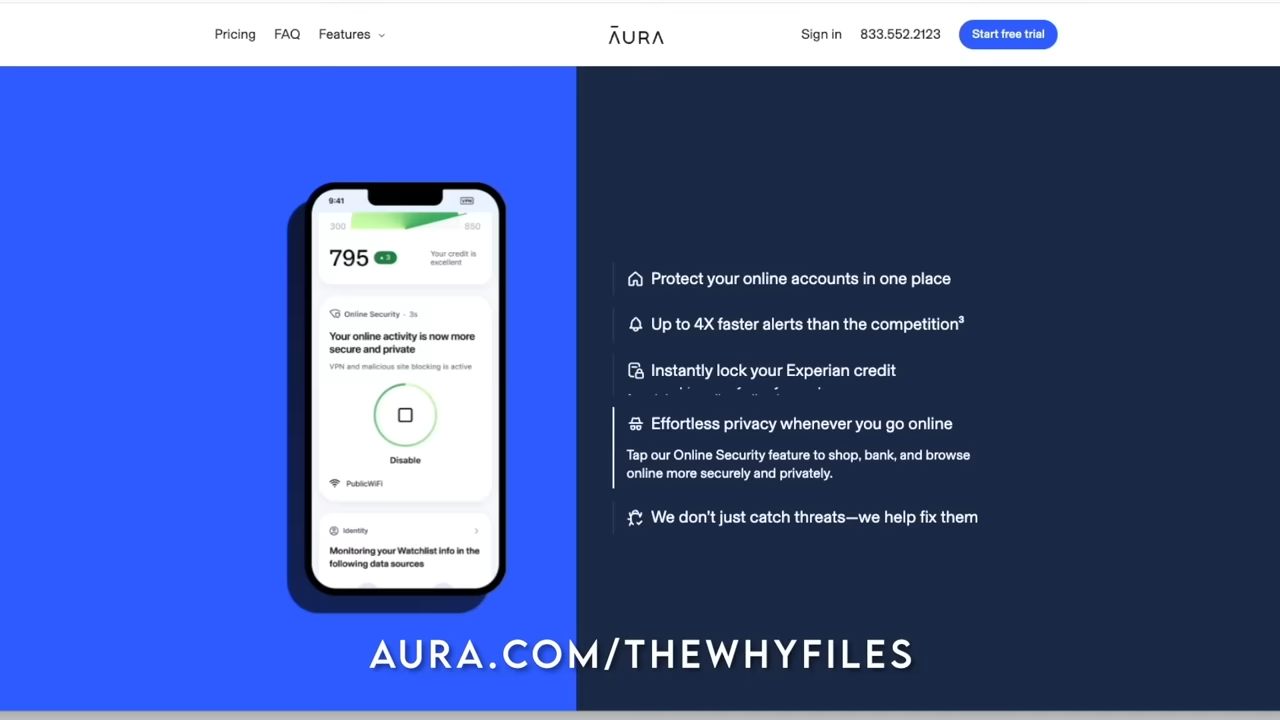 Pricing FAQ Features
ĀURA
Sign in 833.552.2123 Start free trial
9:41 VPN
300 850
795 3
Your credit is
excellent
Online Security · 3s
Your online activity is now more
secure and private
VPN and malicious site blocking is active
Disable
PublicWiFi
Identity
Monitoring your Watchlist info in the
following data sources
Protect your online accounts in one place
Up to 4X faster alerts than the competition³
Instantly lock your Experian credit
Effortless privacy whenever you go online
Tap our Online Security feature to shop, bank, and browse
online more securely and privately.
We don't just catch threats—we help fix them
AURA.COM/THEWHYFILES